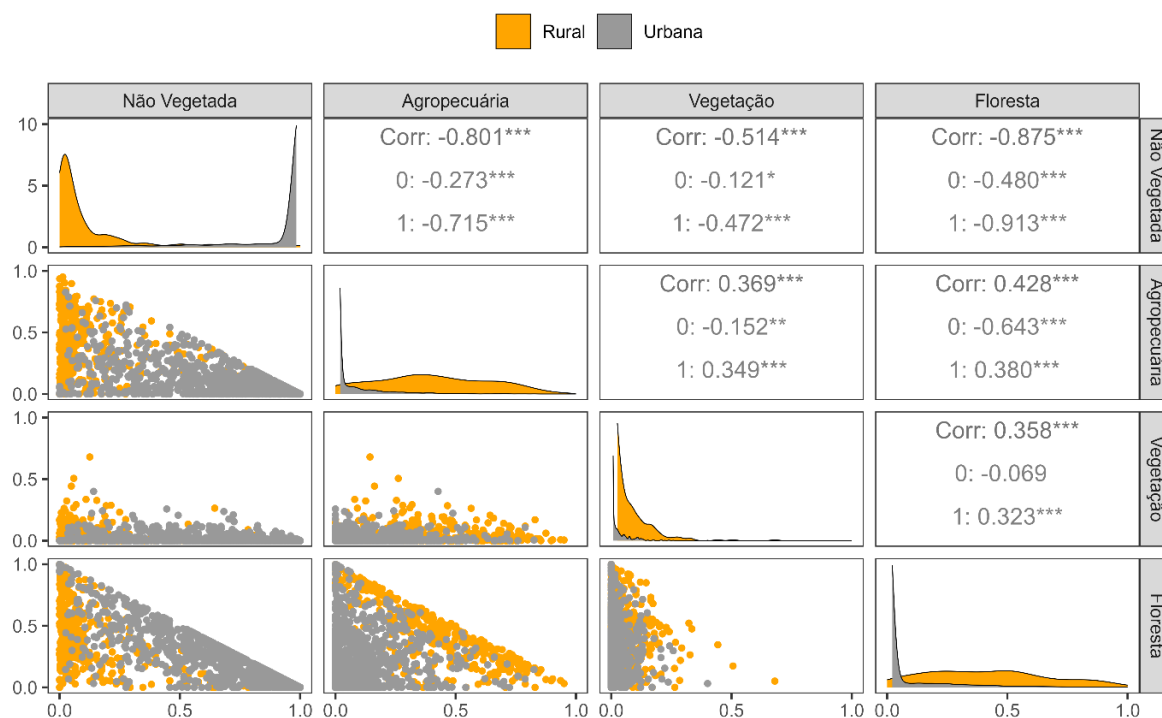 Rural Urbana
Não Vegetada Agropecuária Vegetação Floresta
10
5
0
Corr: -0.801***
0: -0.273***
1: -0.715***
Corr: -0.514***
0: -0.121*
1: -0.472***
Corr: -0.875***
0: -0.480***
1: -0.913***
Não Vegetada
1.0
0.5
0.0
Corr: 0.369***
0: -0.152**
1: 0.349***
Corr: 0.428***
0: -0.643***
1: 0.380***
Agropecuária
1.0
0.5
0.0
Corr: 0.358***
0: -0.069
1: 0.323***
Vegetação
1.0
0.5
0.0
Floresta
0.0 0.5 1.0 0.0 0.5 1.0 0.0 0.5 1.0 0.0 0.5 1.0